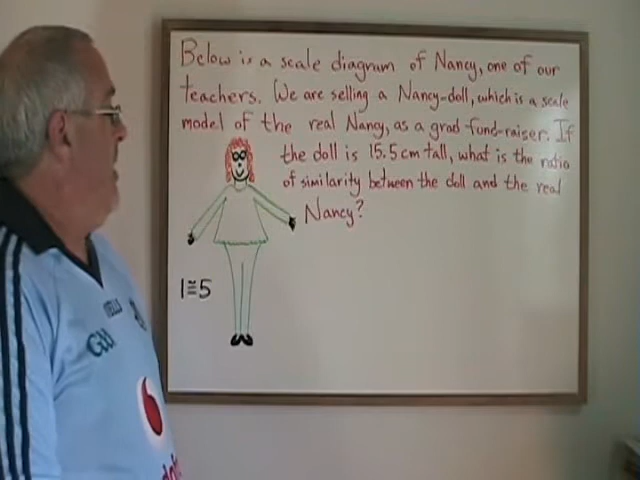 Below is a scale diagram of Nancy, one of our
teachers. We are selling a Nancy-doll, which is a scale
model of the real Nancy, as a grad-fund-raiser. If
the doll is 15.5cm tall, what is the ratio
of similarity between the doll and the real
Nancy?
1≅5